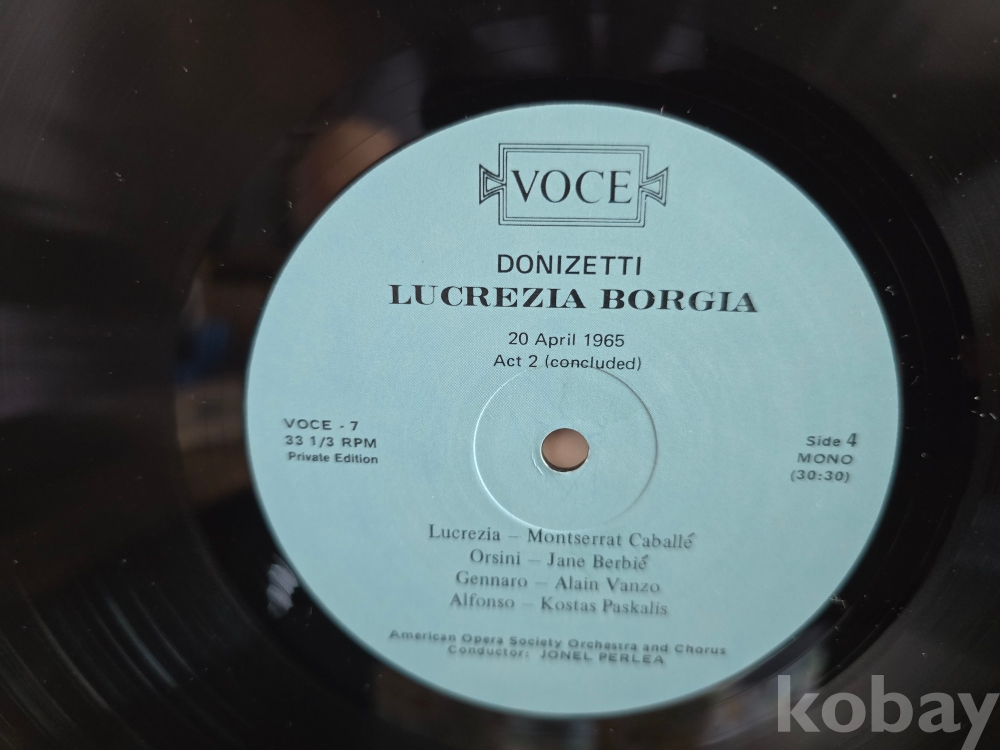 VOCE
DONIZETTI
LUCREZIA BORGIA
20 April 1965
Act 2 (concluded)
VOCE - 7
33 1/3 RPM
Private Edition
Side 4
MONO
(30:30)
Lucrezia — Montserrat Caballé
Orsini — Jane Berbié
Gennaro — Alain Vanzo
Alfonso — Kostas Paskalis
American Opera Society Orchestra and Chorus
Conductor: JONEL PERLEA
kobay